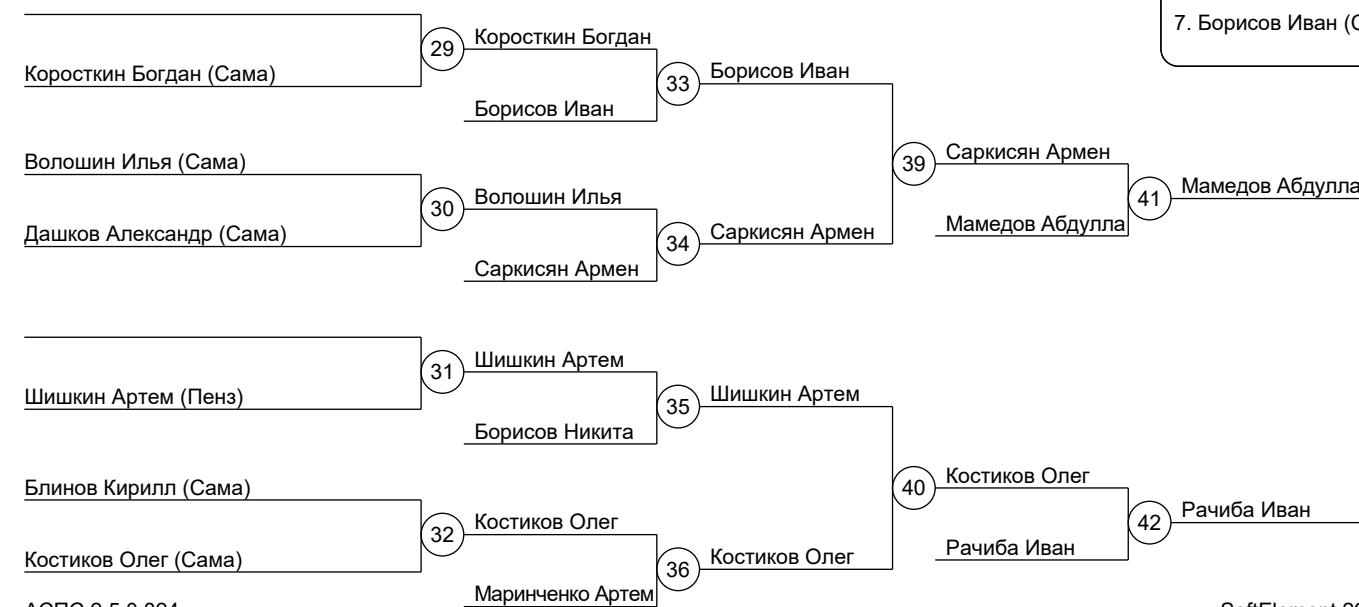 7. Борисов Иван (С
29
Коросткин Богдан
Коросткин Богдан (Сама)
33
Борисов Иван
Борисов Иван
Волошин Илья (Сама)
39
Саркисян Армен
41
Мамедов Абдулла
30
Волошин Илья
Мамедов Абдулла
Дашков Александр (Сама)
34
Саркисян Армен
Саркисян Армен
31
Шишкин Артем
Шишкин Артем (Пенз)
35
Шишкин Артем
Борисов Никита
Блинов Кирилл (Сама)
40
Костиков Олег
32
Костиков Олег
42
Рачиба Иван
Костиков Олег (Сама)
36
Костиков Олег
Рачиба Иван
Маринченко Артем